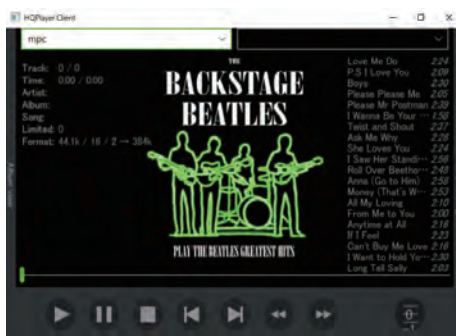 HQPlayer Client
mpc
Track: 0 / 0
Time: 0:00 / 0:00
Artist:
Album:
Song:
Limited: 0
Format: 44.1k / 16 / 2 → 384k
THE
BACKSTAGE
BEATLES
PLAY THE BEATLES GREATEST HITS
Love Me Do 2:24
P.S I Love You 2:09
Boys 2:30
Please Please Me 2:05
Please Mr Postman 2:39
I Wanna Be Your ··· 1:58
Twist and Shout 2:37
Ask Me Why 2:28
She Loves You 2:24
I Saw Her Standi··· 2:56
Roll Over Beetho··· 2:48
Anna (Go to Him) 2:58
Money (That's W··· 2:53
All My Loving 2:10
From Me to You 2:00
Anytime at All 2:16
If I Feel 2:23
Can't Buy Me Love 2:16
I Want to Hold Yo··· 2:30
Long Tall Sally 2:03